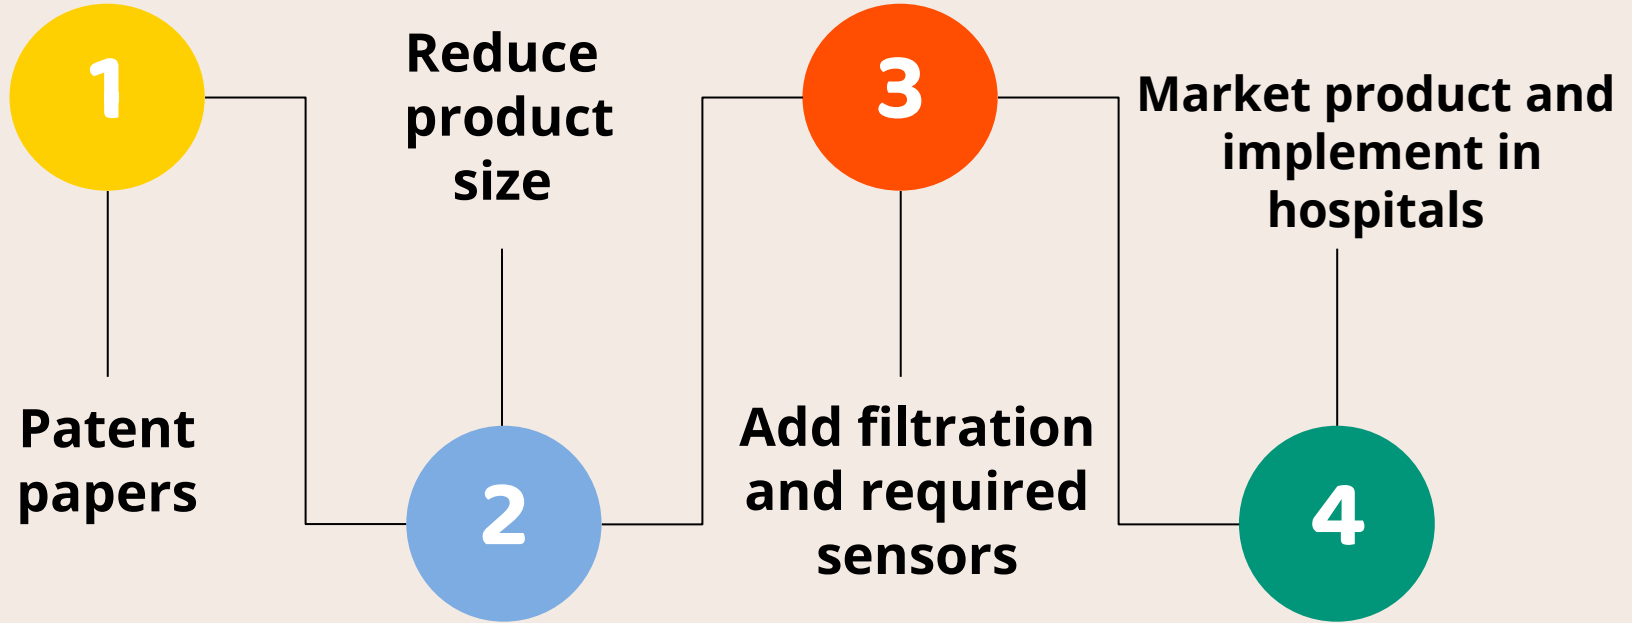 1
Patent
papers
Reduce
product
size
2
3
Add filtration
and required
sensors
Market product and
implement in
hospitals
4